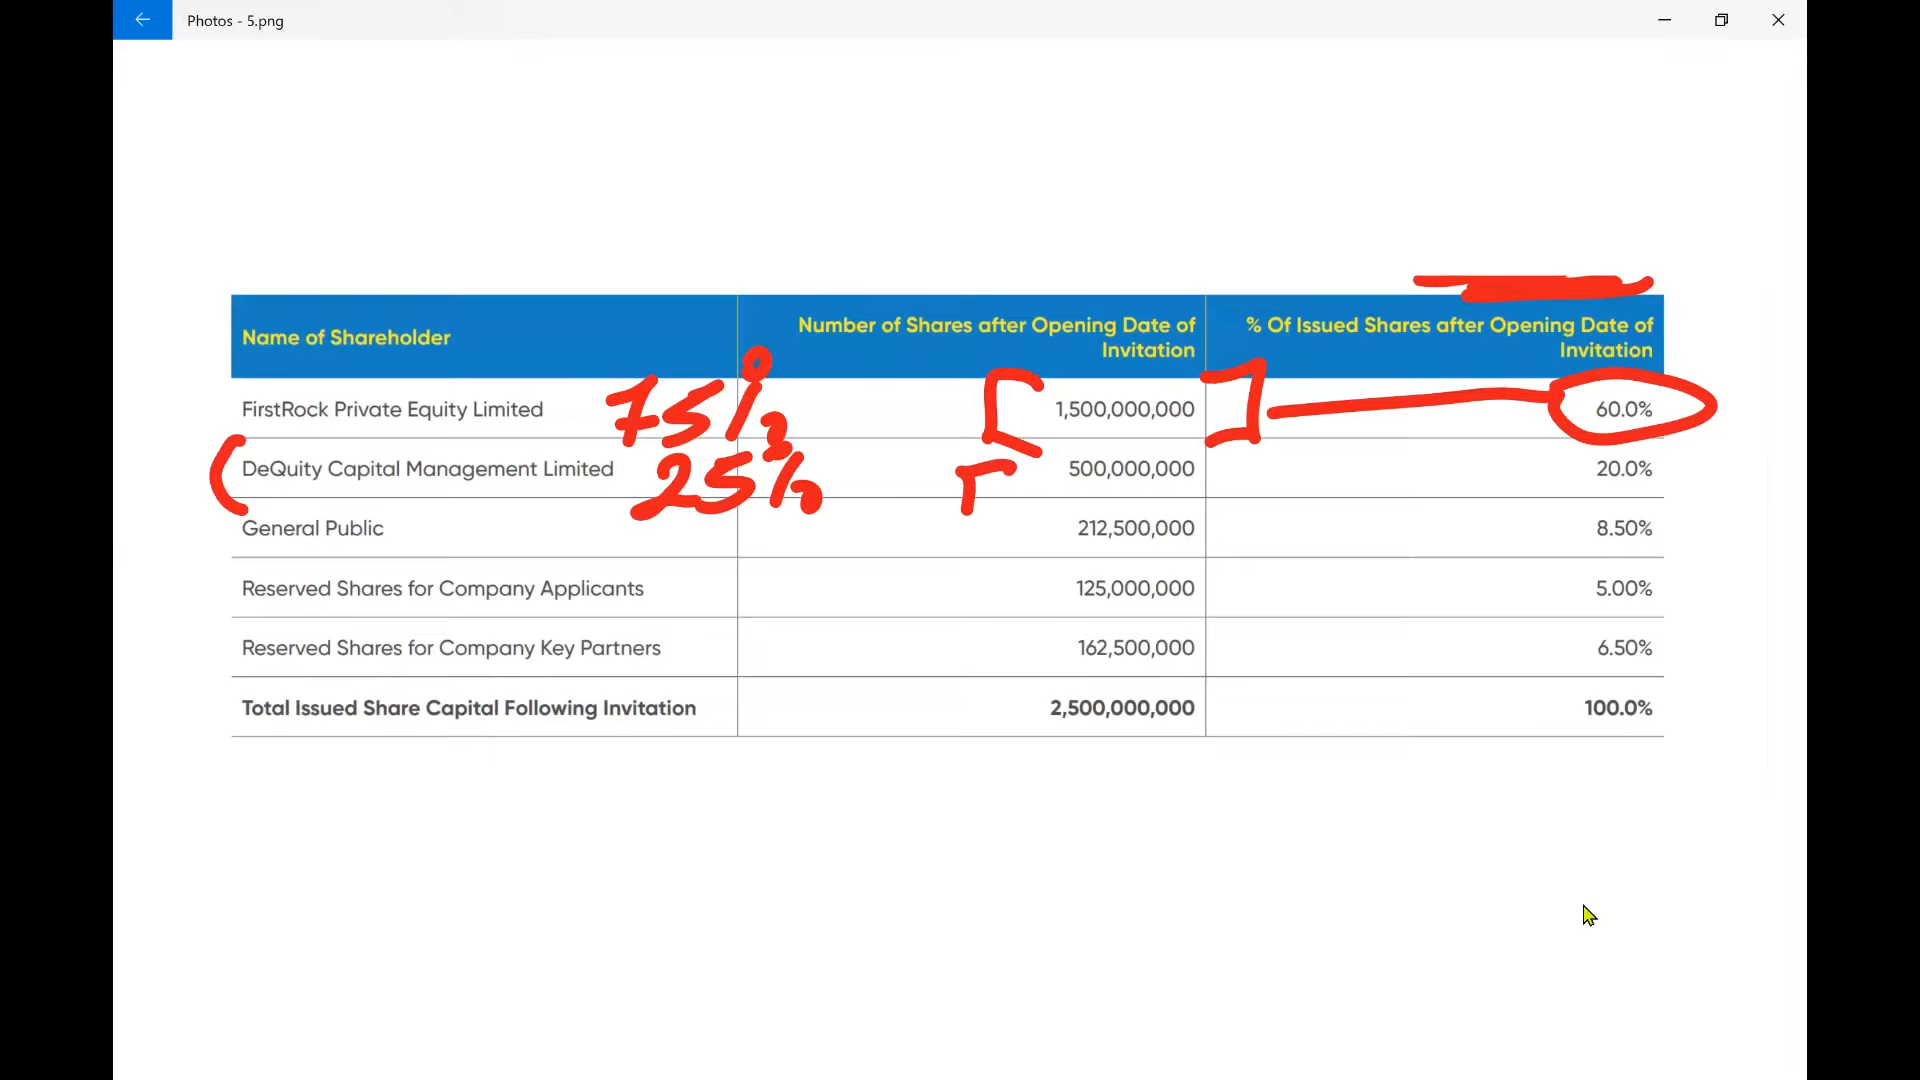 Photos - 5.png
Name of Shareholder
Number of Shares after Opening Date of
Invitation
% Of Issued Shares after Opening Date of
Invitation
FirstRock Private Equity Limited 75% 1,500,000,000 60.0%
DeQuity Capital Management Limited 25% 500,000,000 20.0%
General Public 212,500,000 8.50%
Reserved Shares for Company Applicants 125,000,000 5.00%
Reserved Shares for Company Key Partners 162,500,000 6.50%
Total Issued Share Capital Following Invitation 2,500,000,000 100.0%